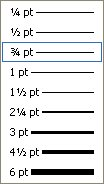 ¼ pt
½ pt
¾ pt
1 pt
1½ pt
2¼ pt
3 pt
4½ pt
6 pt